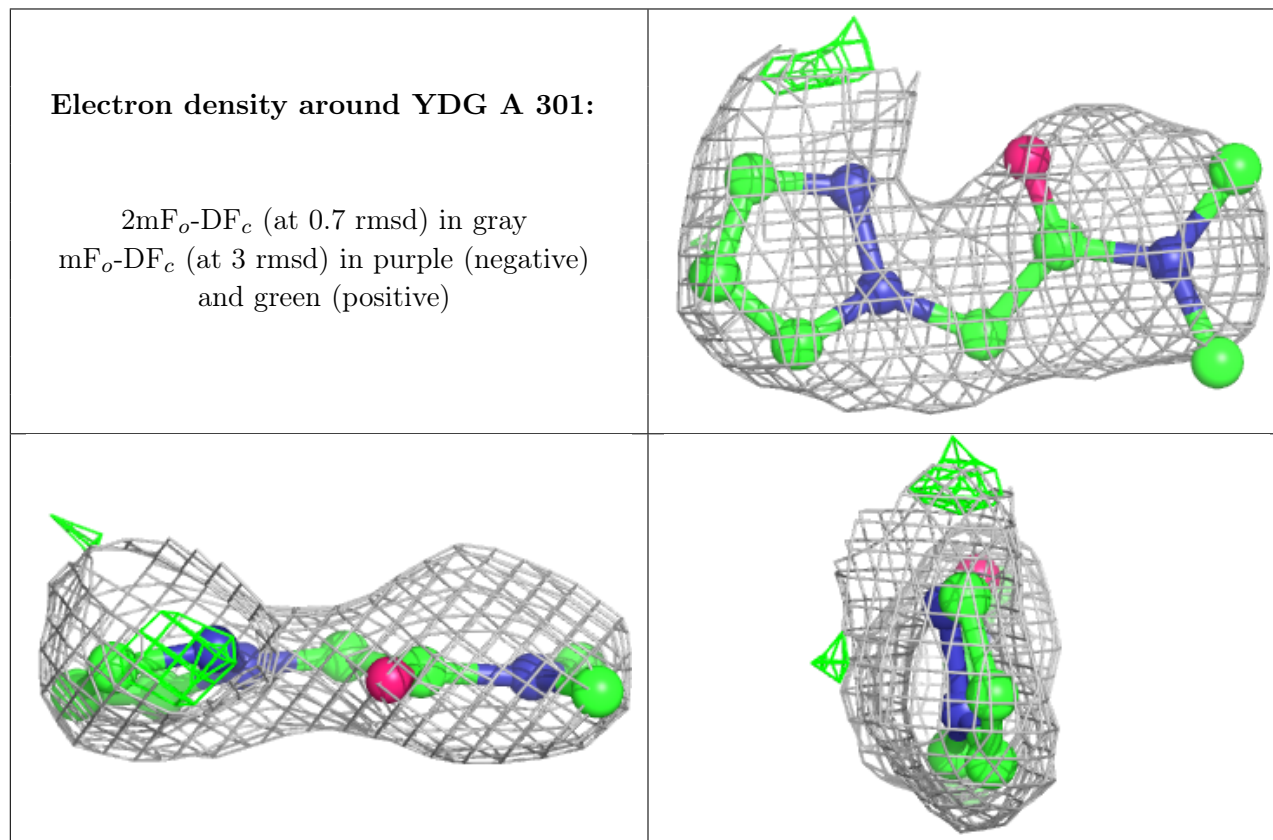 Electron density around YDG A 301:
2mFₒ-DF𝒸 (at 0.7 rmsd) in gray
mFₒ-DF𝒸 (at 3 rmsd) in purple (negative)
and green (positive)